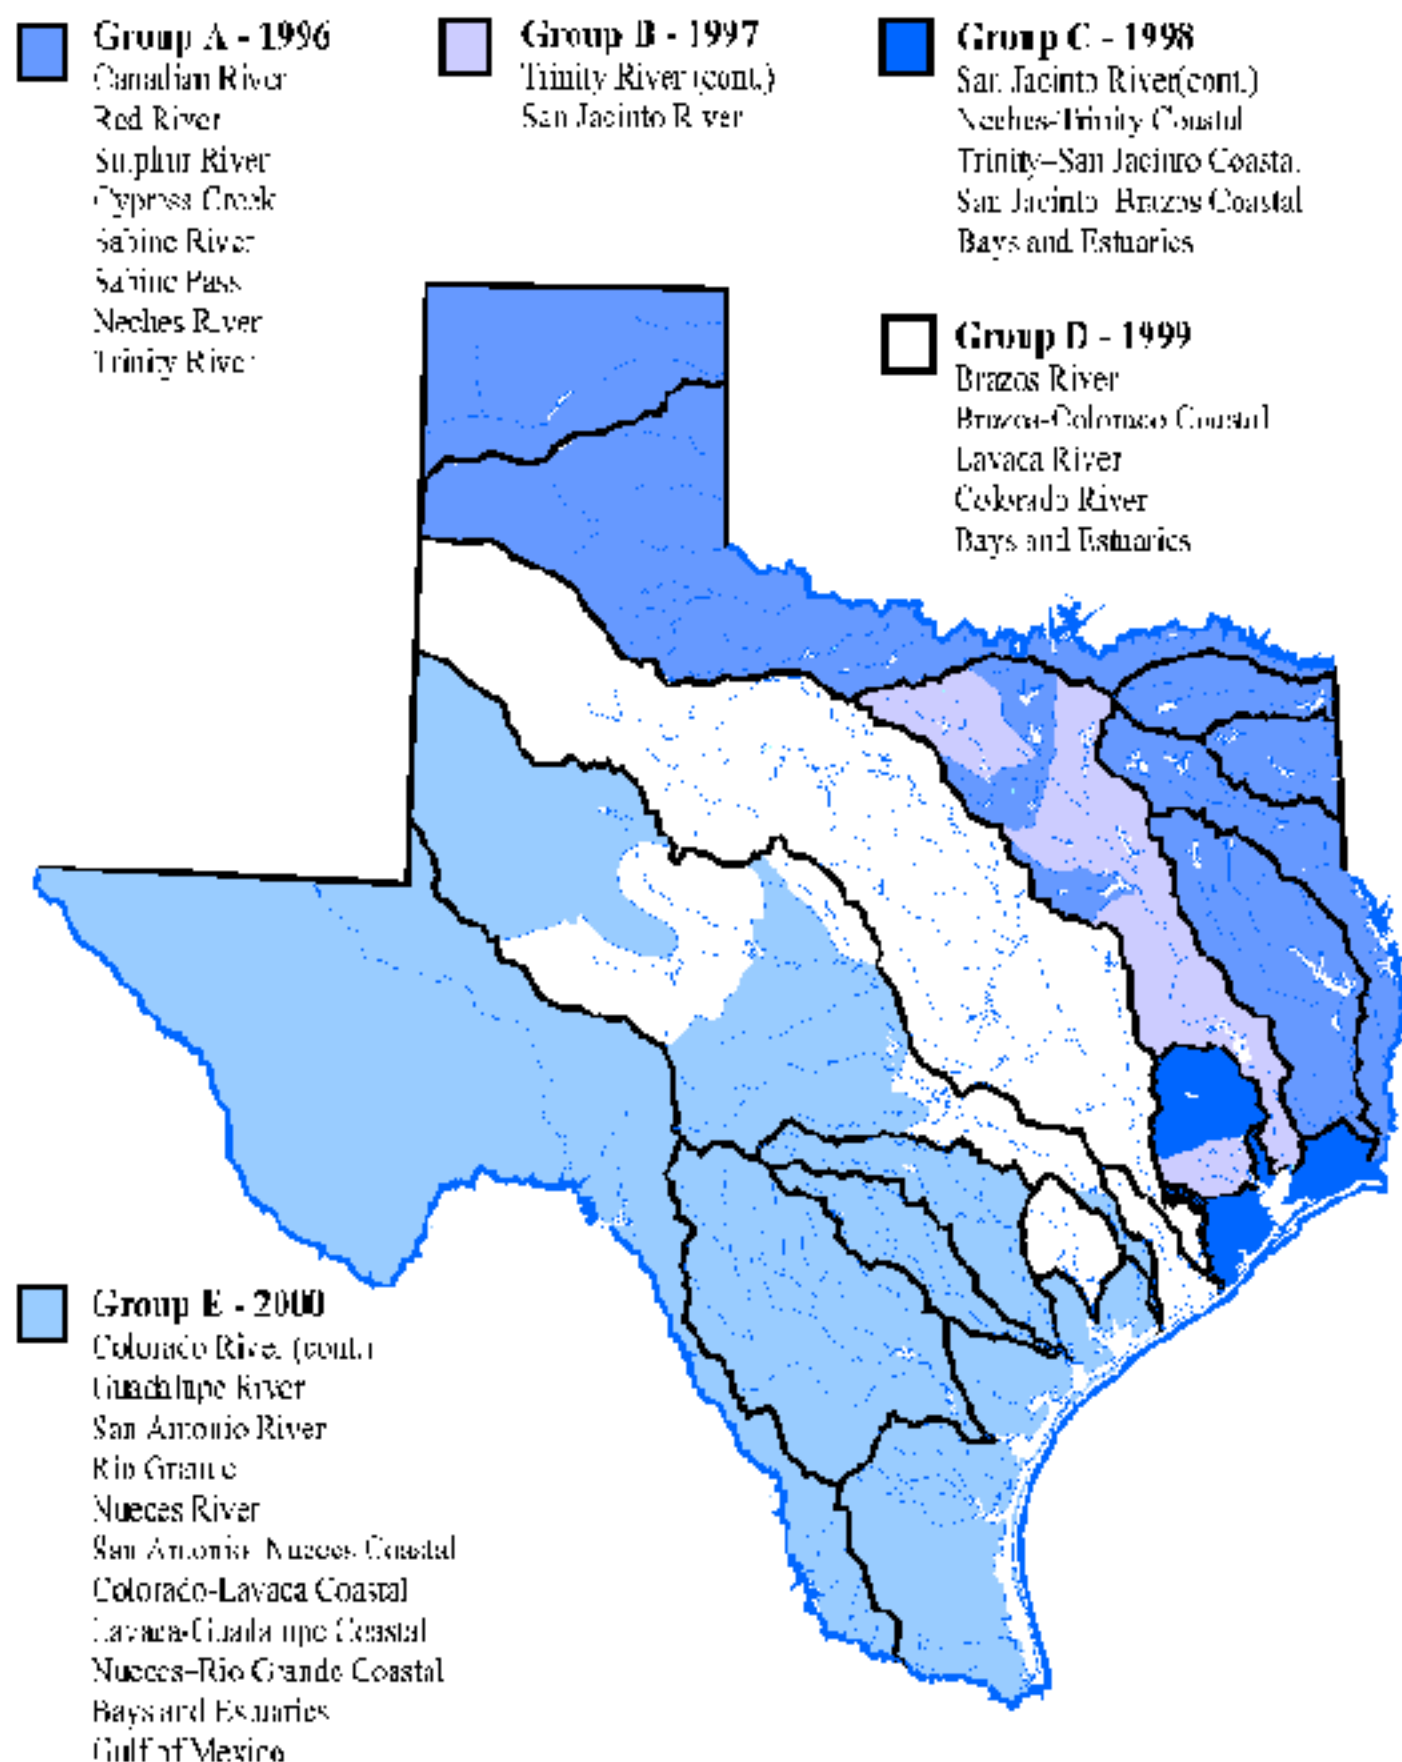 Group A - 1996
Canadian River
Red River
Sulphur River
Cypress Creek
Sabine River
Sabine Pass
Neches River
Trinity River
Group B - 1997
Trinity River (cont.)
San Jacinto River
Group C - 1998
San Jacinto River(cont.)
Neches-Trinity Coastal
Trinity–San Jacinto Coastal
San Jacinto–Brazos Coastal
Bays and Estuaries
Group D - 1999
Brazos River
Brazos-Colorado Coastal
Lavaca River
Colorado River
Bays and Estuaries
Group E - 2000
Colorado River (cont.)
Guadalupe River
San Antonio River
Rio Grande
Nueces River
San Antonio–Nueces Coastal
Colorado-Lavaca Coastal
Lavaca-Guadalupe Coastal
Nueces–Rio Grande Coastal
Bays and Estuaries
Gulf of Mexico